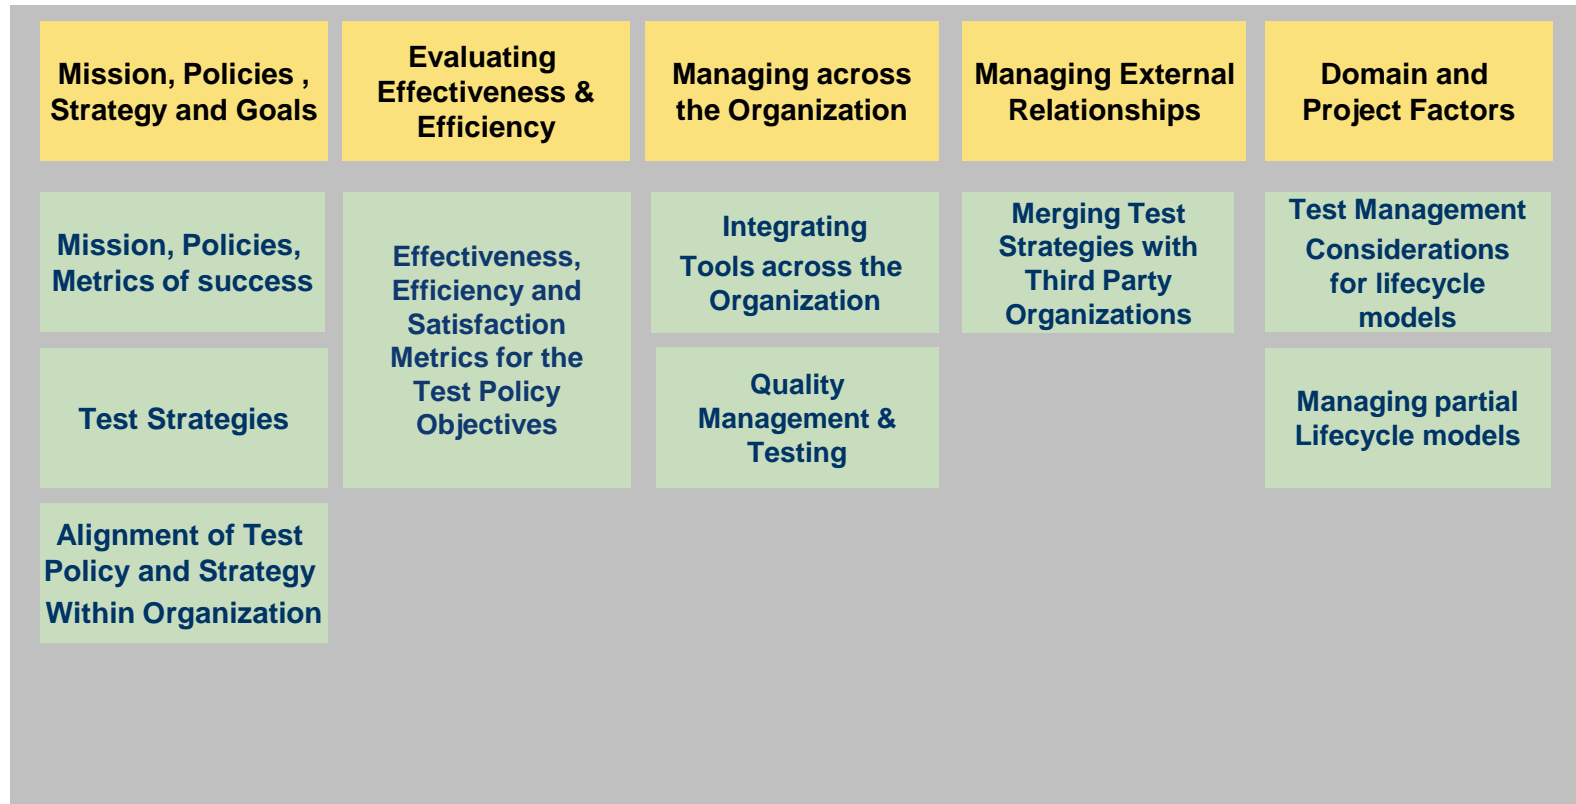 Mission, Policies ,
Strategy and Goals
Evaluating
Effectiveness &
Efficiency
Managing across
the Organization
Managing External
Relationships
Domain and
Project Factors
Mission, Policies,
Metrics of success
Test Strategies
Alignment of Test
Policy and Strategy
Within Organization
Effectiveness,
Efficiency and
Satisfaction
Metrics for the
Test Policy
Objectives
Integrating
Tools across the
Organization
Quality
Management &
Testing
Merging Test
Strategies with
Third Party
Organizations
Test Management
Considerations
for lifecycle
models
Managing partial
Lifecycle models